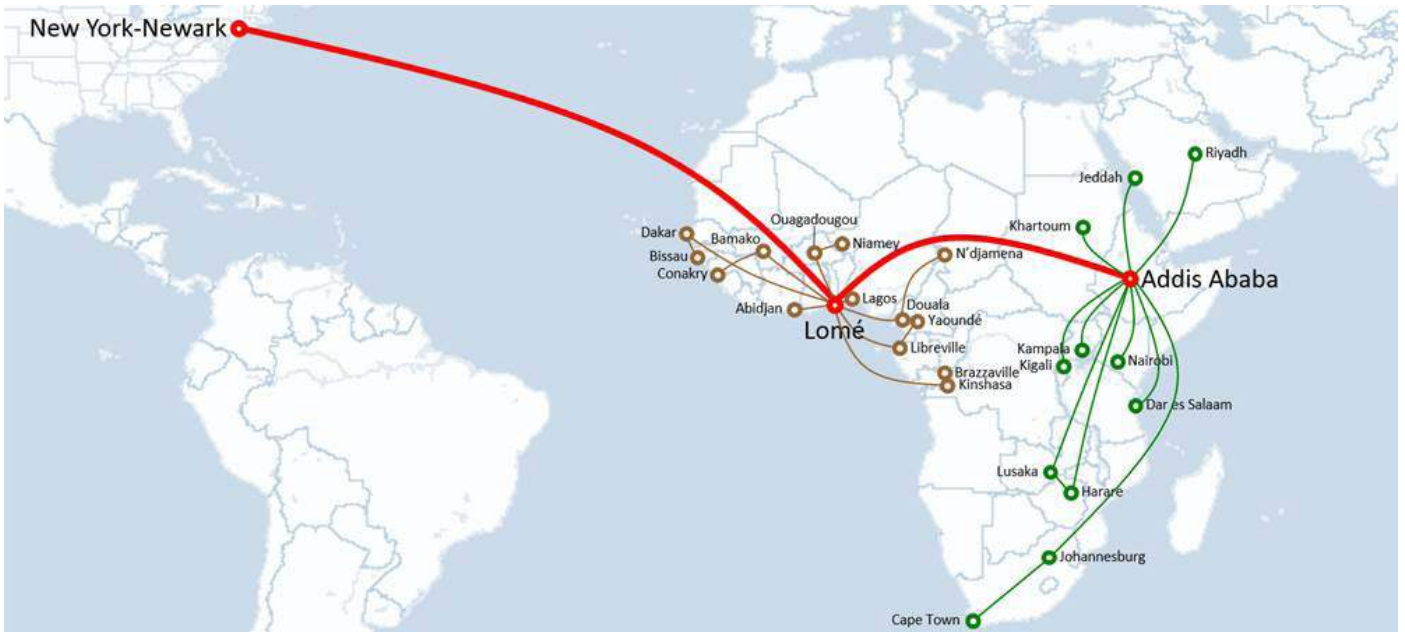 New York-Newark
Riyadh
Jeddah
Ouagadougou
Khartoum
Dakar
Bamako
Niamey
N'djamena
Bissau
Conakry
Addis Ababa
Lagos
Abidjan
Douala
Lomé
Yaoundé
Libreville
Kampala
Nairobi
Kigali
Brazzaville
Kinshasa
Dar es Salaam
Lusaka
Harare
Johannesburg
Cape Town